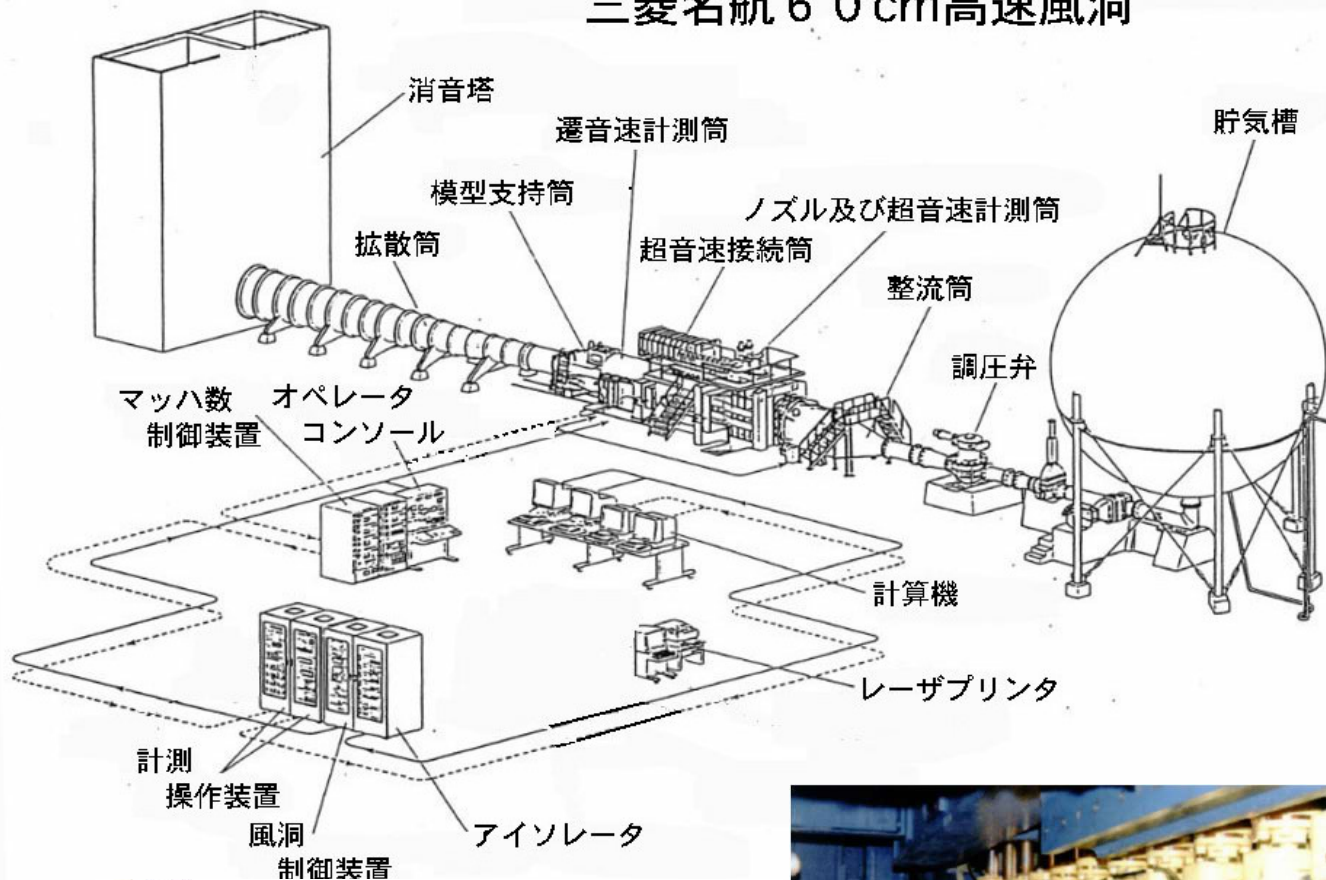 三菱名航６０cm高速風洞
消音塔
遷音速計測筒
貯気槽
模型支持筒
ノズル及び超音速計測筒
拡散筒
超音速接続筒
整流筒
調圧弁
マッハ数
制御装置
オペレータ
コンソール
計算機
レーザプリンタ
計測
操作装置
風洞
制御装置
アイソレータ